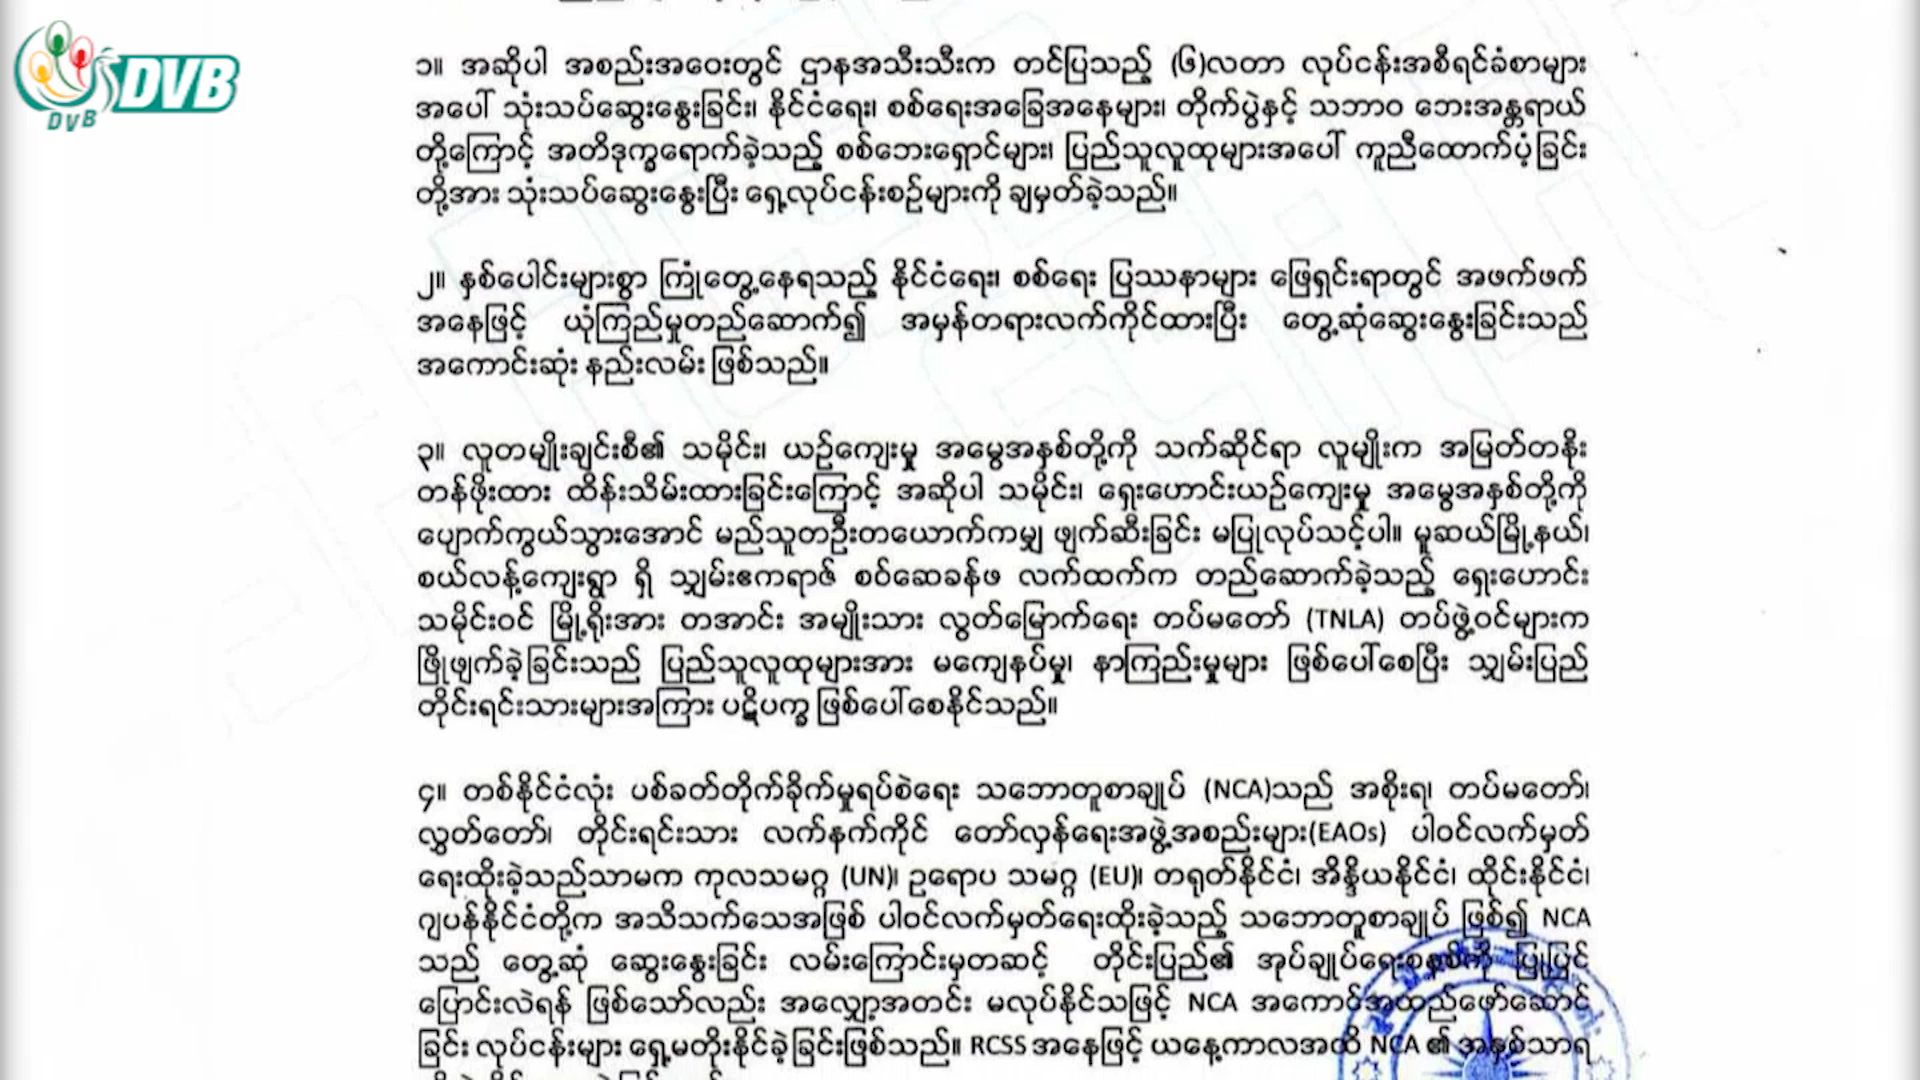 DVB
DVB
၁။ အဆိုပါ အစည်းအဝေးတွင် ဌာနအသီးသီးက တင်ပြသည့် (၆)လတာ လုပ်ငန်းအစီရင်ခံစာများ
အပေါ် သုံးသပ်ဆွေးနွေးခြင်း၊ နိုင်ငံရေး၊ စစ်ရေးအခြေအနေများ၊ တိုက်ပွဲနှင့် သဘာဝ ဘေးအန္တရာယ်
တို့ကြောင့် အတိဒုက္ခရောက်ခဲ့သည့် စစ်ဘေးရှောင်များ၊ ပြည်သူလူထုများအပေါ် ကူညီထောက်ပံ့ခြင်း
တို့အား သုံးသပ်ဆွေးနွေးပြီး ရှေ့လုပ်ငန်းစဉ်များကို ချမှတ်ခဲ့သည်။
၂။ နှစ်ပေါင်းများစွာ ကြုံတွေ့နေရသည့် နိုင်ငံရေး၊ စစ်ရေး ပြဿနာများ ဖြေရှင်းရာတွင် အဖက်ဖက်
အနေဖြင့် ယုံကြည်မှုတည်ဆောက်၍ အမှန်တရားလက်ကိုင်ထားပြီး တွေ့ဆုံဆွေးနွေးခြင်းသည်
အကောင်းဆုံး နည်းလမ်း ဖြစ်သည်။
၃။ လူတမျိုးချင်းစီ၏ သမိုင်း၊ ယဉ်ကျေးမှု အမွေအနှစ်တို့ကို သက်ဆိုင်ရာ လူမျိုးက အမြတ်တနိုး
တန်ဖိုးထား ထိန်းသိမ်းထားခြင်းကြောင့် အဆိုပါ သမိုင်း၊ ရှေးဟောင်းယဉ်ကျေးမှု အမွေအနှစ်တို့ကို
ပျောက်ကွယ်သွားအောင် မည်သူတဦးတယောက်ကမျှ ဖျက်ဆီးခြင်း မပြုလုပ်သင့်ပါ။ မူဆယ်မြို့နယ်၊
စယ်လန့်ကျေးရွာ ရှိ သျှမ်းဧကရာဇ် စဝ်ဆေခန်ဖ လက်ထက်က တည်ဆောက်ခဲ့သည့် ရှေးဟောင်း
သမိုင်းဝင် မြို့ရိုးအား တအာင်း အမျိုးသား လွတ်မြောက်ရေး တပ်မတော် (TNLA) တပ်ဖွဲ့ဝင်များက
ဖြိုဖျက်ခဲ့ခြင်းသည် ပြည်သူလူထုများအား မကျေနပ်မှု၊ နာကြည်းမှုများ ဖြစ်ပေါ်စေပြီး သျှမ်းပြည်
တိုင်းရင်းသားများအကြား ပဋိပက္ခ ဖြစ်ပေါ်စေနိုင်သည်။
၄။ တစ်နိုင်ငံလုံး ပစ်ခတ်တိုက်ခိုက်မှုရပ်စဲရေး သဘောတူစာချုပ် (NCA)သည် အစိုးရ၊ တပ်မတော်၊
လွှတ်တော်၊ တိုင်းရင်းသား လက်နက်ကိုင် တော်လှန်ရေးအဖွဲ့အစည်းများ(EAOs) ပါဝင်လက်မှတ်
ရေးထိုးခဲ့သည်သာမက ကုလသမဂ္ဂ (UN)၊ ဥရောပ သမဂ္ဂ (EU)၊ တရုတ်နိုင်ငံ၊ အိန္ဒိယနိုင်ငံ၊ ထိုင်းနိုင်ငံ၊
ဂျပန်နိုင်ငံတို့က အသိသက်သေအဖြစ် ပါဝင်လက်မှတ်ရေးထိုးခဲ့သည့် သဘောတူစာချုပ် ဖြစ်၍ NCA
သည် တွေ့ဆုံ ဆွေးနွေးခြင်း လမ်းကြောင်းမှတဆင့် တိုင်းပြည်၏ အုပ်ချုပ်ရေးစနစ်ကို ပြုပြင်
ပြောင်းလဲရန် ဖြစ်သော်လည်း အလျှော့အတင်း မလုပ်နိုင်သဖြင့် NCA အကောင်အထည်ဖော်ဆောင်
ခြင်း လုပ်ငန်းများ ရှေ့မတိုးနိုင်ခဲ့ခြင်းဖြစ်သည်။ RCSS အနေဖြင့် ယနေ့ကာလအထိ NCA ၏ အနှစ်သာရ